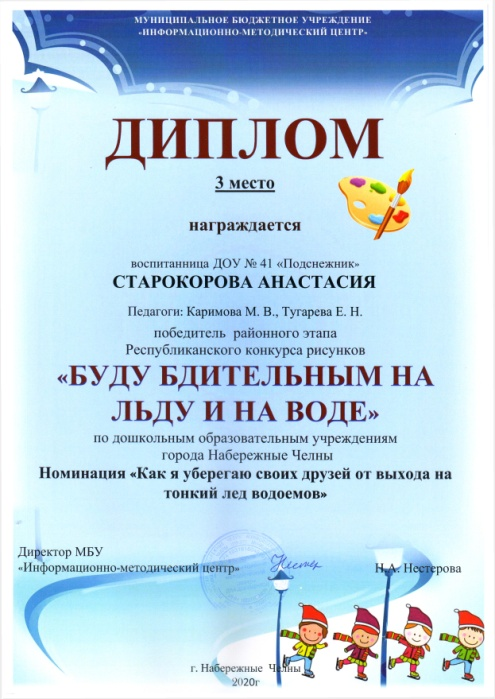 МУНИЦИПАЛЬНОЕ БЮДЖЕТНОЕ УЧРЕЖДЕНИЕ
«ИНФОРМАЦИОННО-МЕТОДИЧЕСКИЙ ЦЕНТР»
ДИПЛОМ
3 место
награждается
воспитанница ДОУ № 41 «Подснежник»
СТАРОКОРОВА АНАСТАСИЯ
Педагоги: Каримова М. В., Тугарева Е. Н.
победитель районного этапа
Республиканского конкурса рисунков
«БУДУ БДИТЕЛЬНЫМ НА
ЛЬДУ И НА ВОДЕ»
по дошкольным образовательным учреждениям
города Набережные Челны
Номинация «Как я уберегаю своих друзей от выхода на
тонкий лед водоемов»
Директор МБУ
«Информационно-методический центр»
Н.А. Нестерова
г. Набережные Челны
2020г